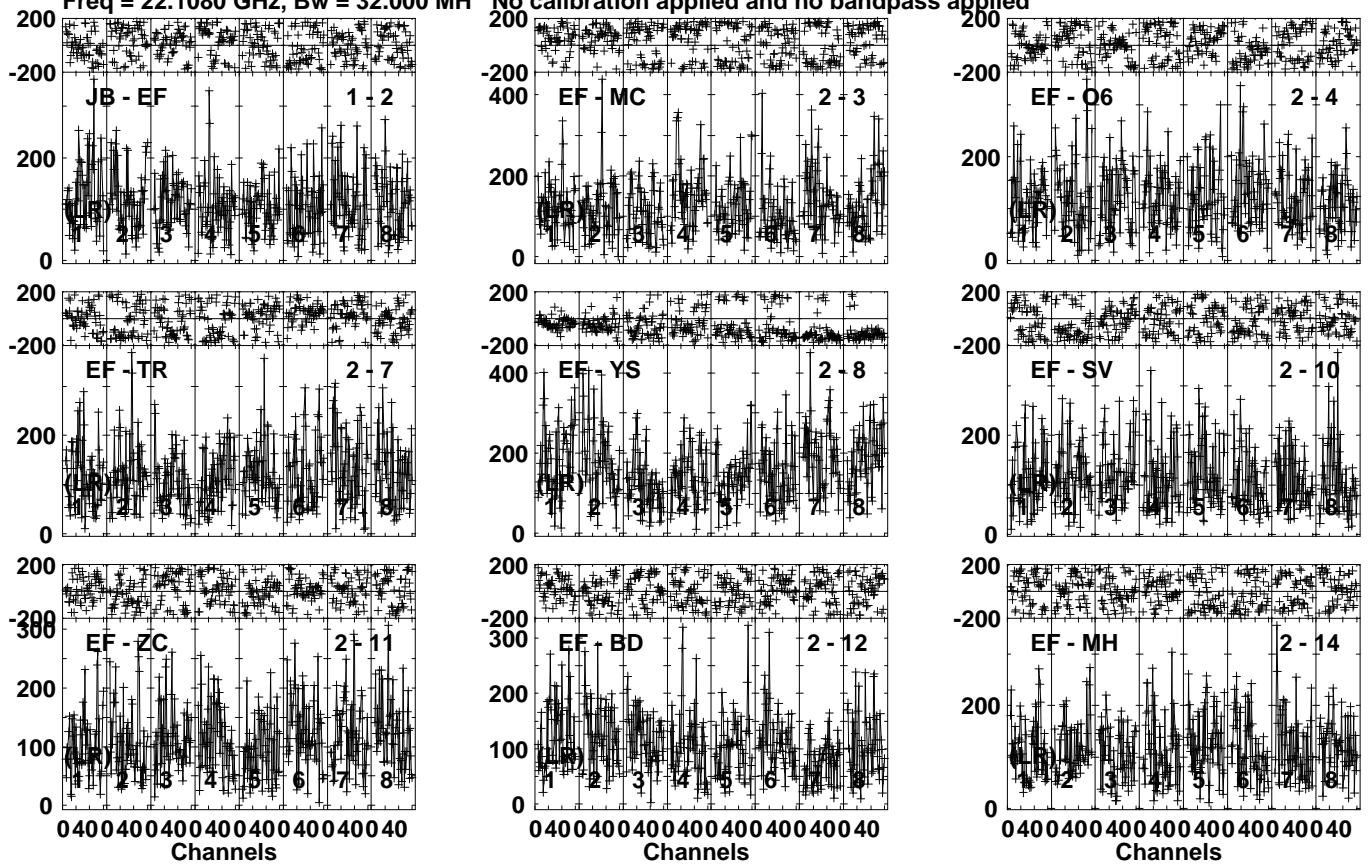 Freq = 22.1080 GHz, Bw = 32.000 MH No calibration applied and no bandpass applied
200
-200
JB - EF 1 - 2
200
0
(LR)
1 2 3 4 5 6 7 8
200
-200
EF - MC 2 - 3
400
200
0
(LR)
1 2 3 4 5 6 7 8
200
-200
EF - O6 2 - 4
200
0
(LR)
1 2 3 4 5 6 7 8
200
-200
EF - TR 2 - 7
200
0
(LR)
1 2 3 4 5 6 7 8
200
-200
EF - YS 2 - 8
400
200
0
(LR)
1 2 3 4 5 6 7 8
200
-200
EF - SV 2 - 10
200
0
(LR)
1 2 3 4 5 6 7 8
200
-200
EF - ZC 2 - 11
300
200
100
0
(LR)
1 2 3 4 5 6 7 8
0 40 0 40 0 40 0 40 0 40 0 40 0 40 0 40
Channels
200
-200
EF - BD 2 - 12
300
200
100
0
(LR)
1 2 3 4 5 6 7 8
0 40 0 40 0 40 0 40 0 40 0 40 0 40 0 40
Channels
200
-200
EF - MH 2 - 14
200
0
(LR)
1 2 3 4 5 6 7 8
0 40 0 40 0 40 0 40 0 40 0 40 0 40 0 40
Channels